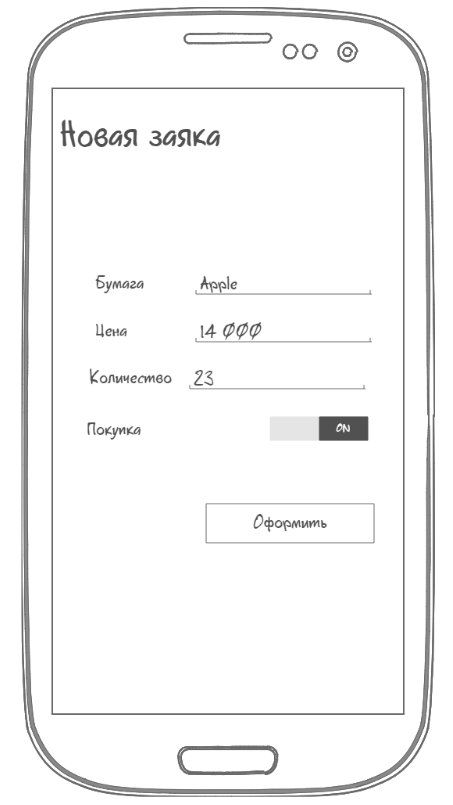 Новая заяка
Бумага Apple
Цена 14 000
Количество 23
Покупка ON
Оформить